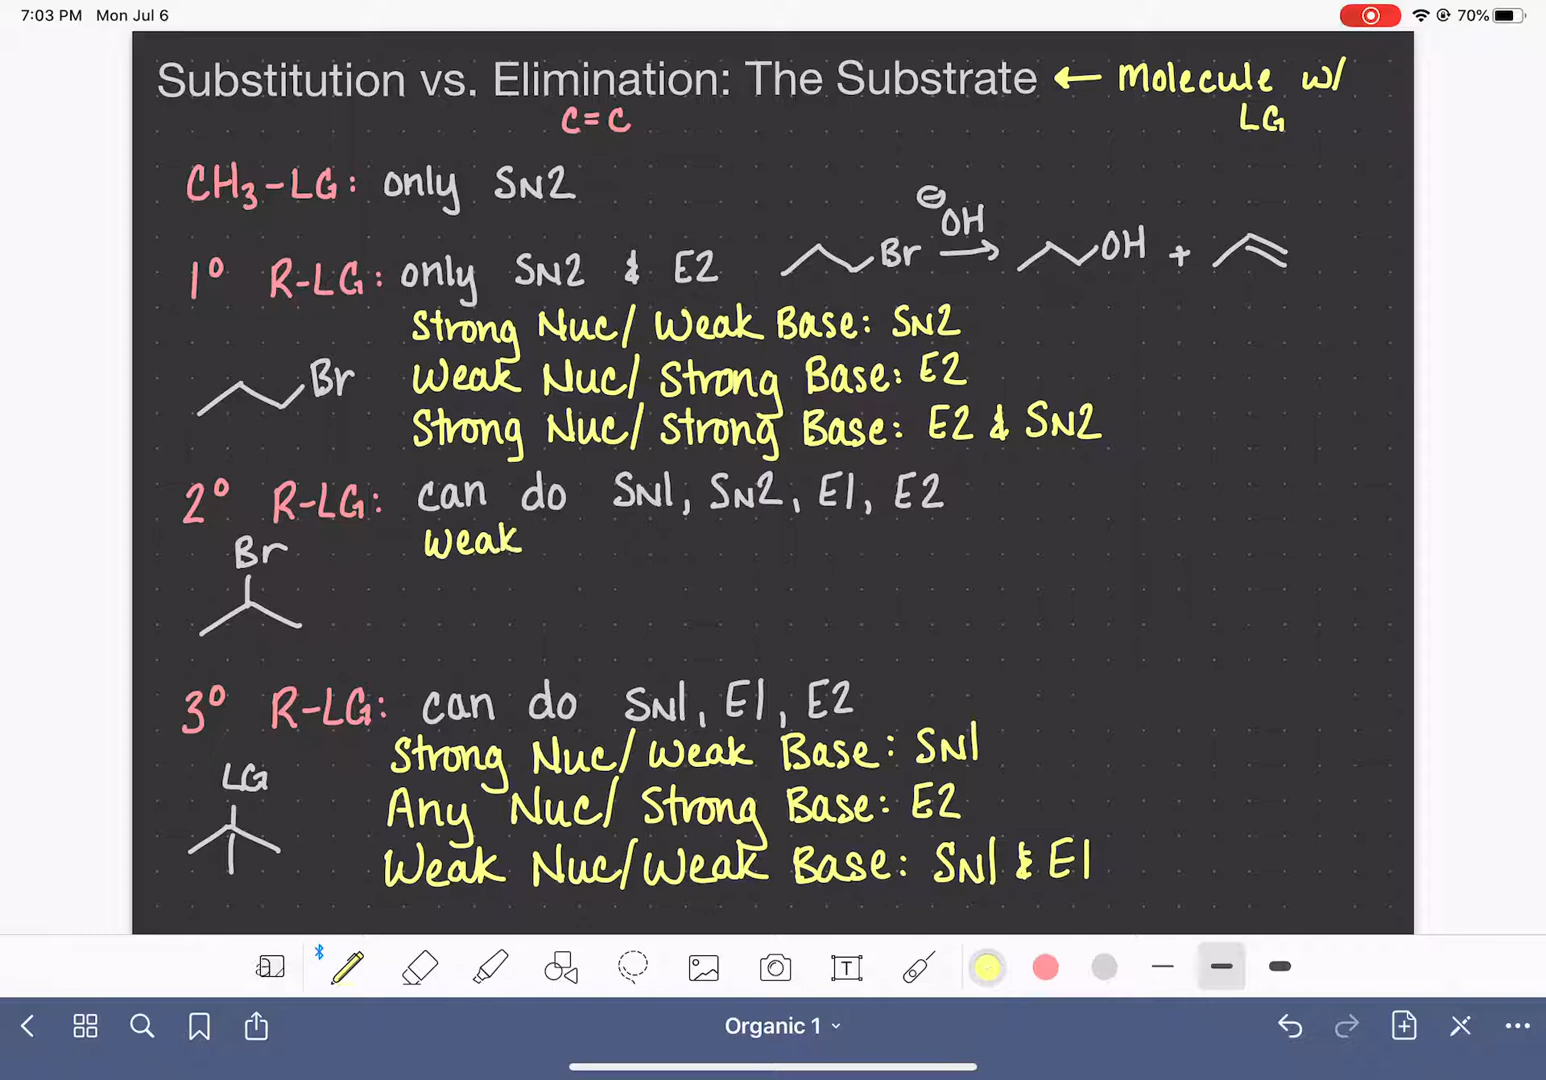 7:03 PM Mon Jul 6
70%
Substitution vs. Elimination: The Substrate ← Molecule w/
LG
C=C
CH3-LG: only SN2
1° R-LG: only SN2 & E2
Br ⊖OH → OH +
Strong Nuc/ Weak Base: SN2
Weak Nuc/ Strong Base: E2
Strong Nuc/ Strong Base: E2 & SN2
Br
2° R-LG: can do SN1, SN2, E1, E2
Weak
Br
3° R-LG: can do SN1, E1, E2
Strong Nuc/ Weak Base: SN1
Any Nuc/ Strong Base: E2
Weak Nuc/Weak Base: SN1 & E1
LG
T
Organic 1